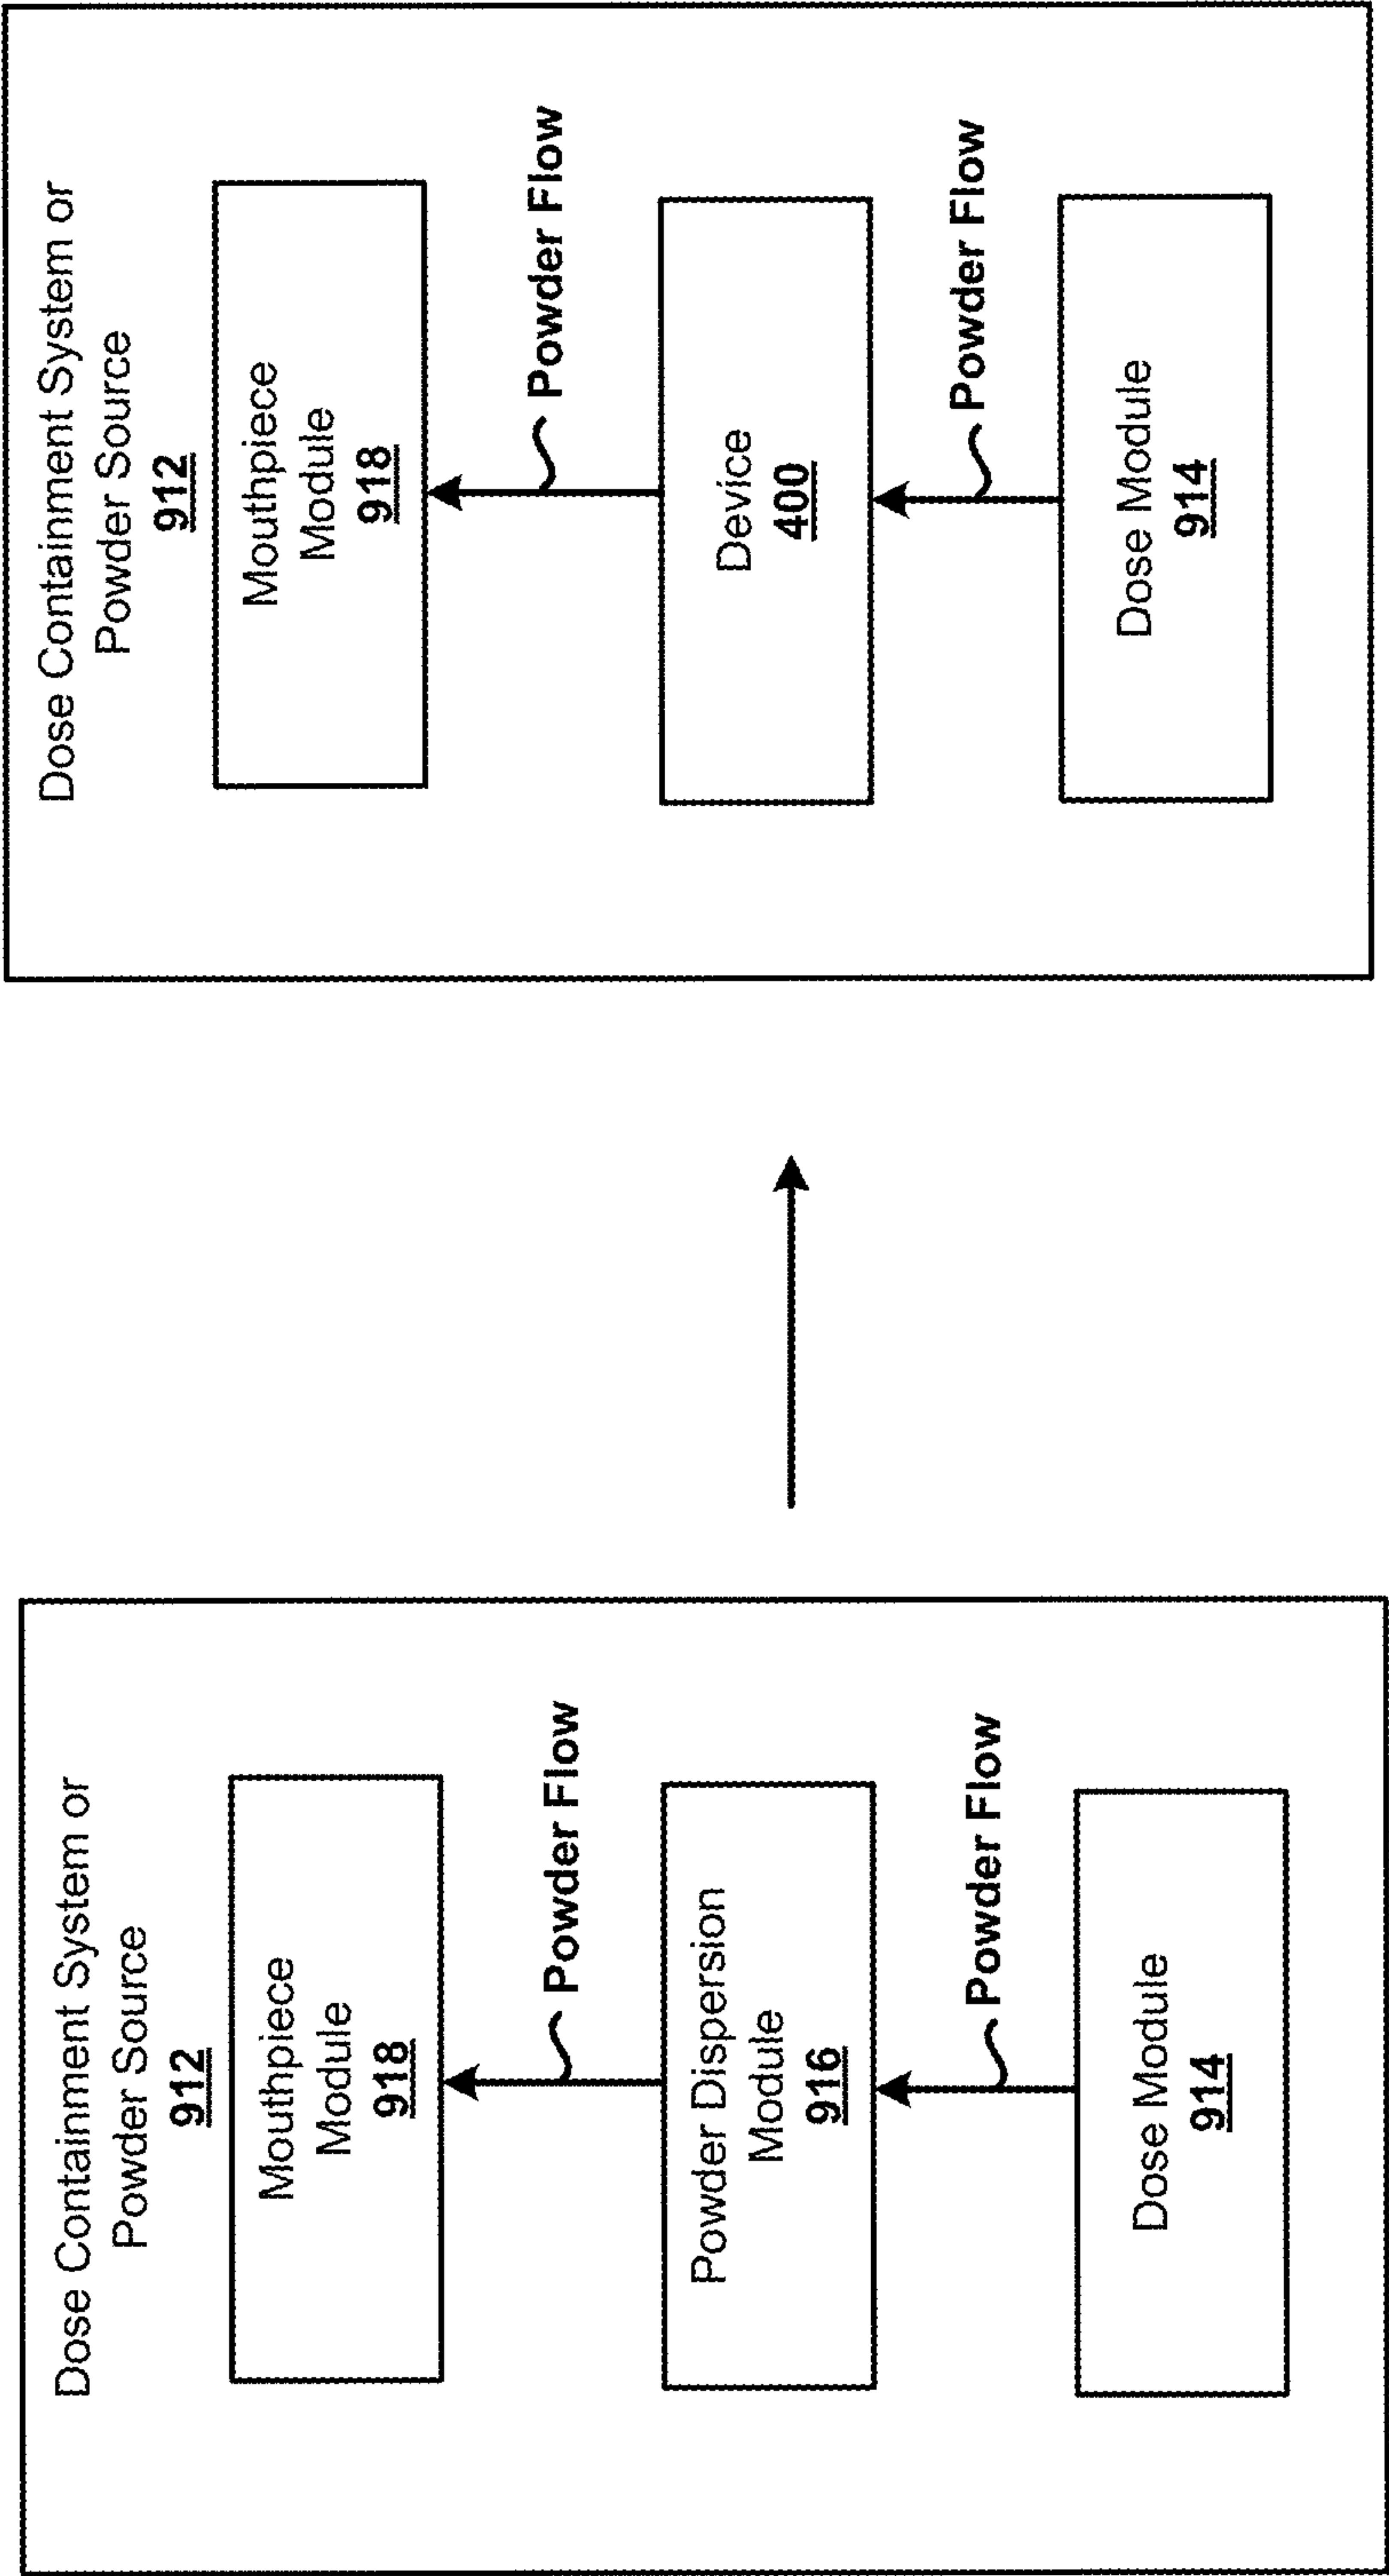 Dose Containment System or
Powder Source
912
Mouthpiece
Module
918
Powder Flow
Powder Dispersion
Module
916
Powder Flow
Dose Module
914
Dose Containment System or
Powder Source
912
Mouthpiece
Module
918
Powder Flow
Device
400
Powder Flow
Dose Module
914